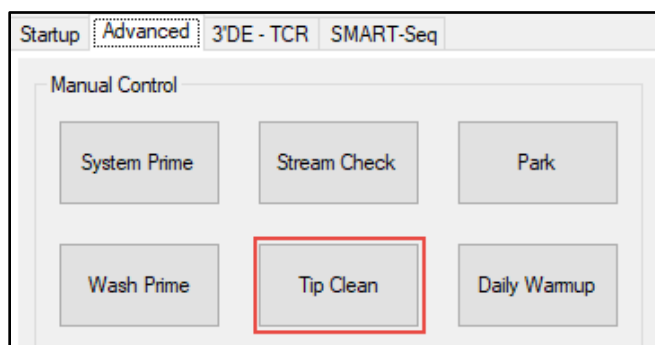 Startup Advanced 3'DE - TCR SMART-Seq
Manual Control
System Prime Stream Check Park
Wash Prime Tip Clean Daily Warmup